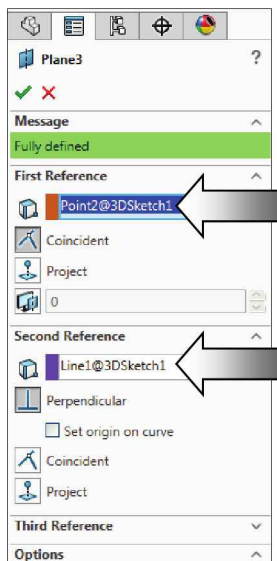 Plane3 ?
Message
Fully defined
First Reference
Point2@3DSketch1
Coincident
Project
0
Second Reference
Line1@3DSketch1
Perpendicular
Set origin on curve
Coincident
Project
Third Reference
Options